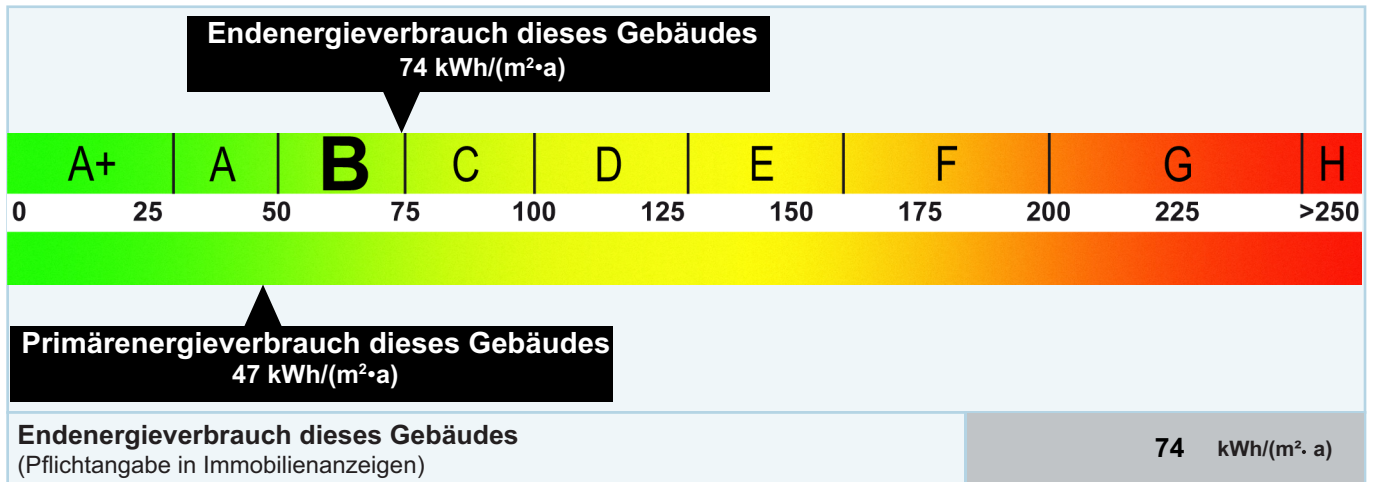 Endenergieverbrauch dieses Gebäudes
74 kWh/(m²•a)
A+ A B C D E F G H
0 25 50 75 100 125 150 175 200 225 >250
Primärenergieverbrauch dieses Gebäudes
47 kWh/(m²•a)
Endenergieverbrauch dieses Gebäudes
(Pflichtangabe in Immobilienanzeigen)
74 kWh/(m²· a)